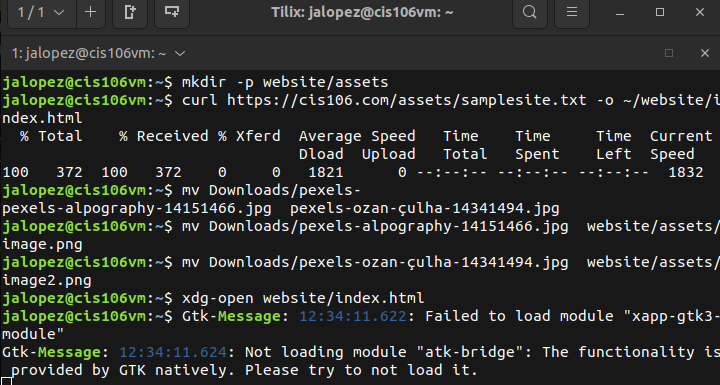 1 / 1
Tilix: jalopez@cis106vm: ~
1: jalopez@cis106vm: ~
jalopez@cis106vm:~$ mkdir -p website/assets
jalopez@cis106vm:~$ curl https://cis106.com/assets/samplesite.txt -o ~/website/i
ndex.html
% Total % Received % Xferd Average Speed Time Time Time Current
Dload Upload Total Spent Left Speed
100 372 100 372 0 0 1821 0 --:--:-- --:--:-- --:--:-- 1832
jalopez@cis106vm:~$ mv Downloads/pexels-
pexels-alpography-14151466.jpg pexels-ozan-çulha-14341494.jpg
jalopez@cis106vm:~$ mv Downloads/pexels-alpography-14151466.jpg website/assets/
image.png
jalopez@cis106vm:~$ mv Downloads/pexels-ozan-çulha-14341494.jpg website/assets/
image2.png
jalopez@cis106vm:~$ xdg-open website/index.html
jalopez@cis106vm:~$ Gtk-Message: 12:34:11.622: Failed to load module "xapp-gtk3-
module"
Gtk-Message: 12:34:11.624: Not loading module "atk-bridge": The functionality is
provided by GTK natively. Please try to not load it.